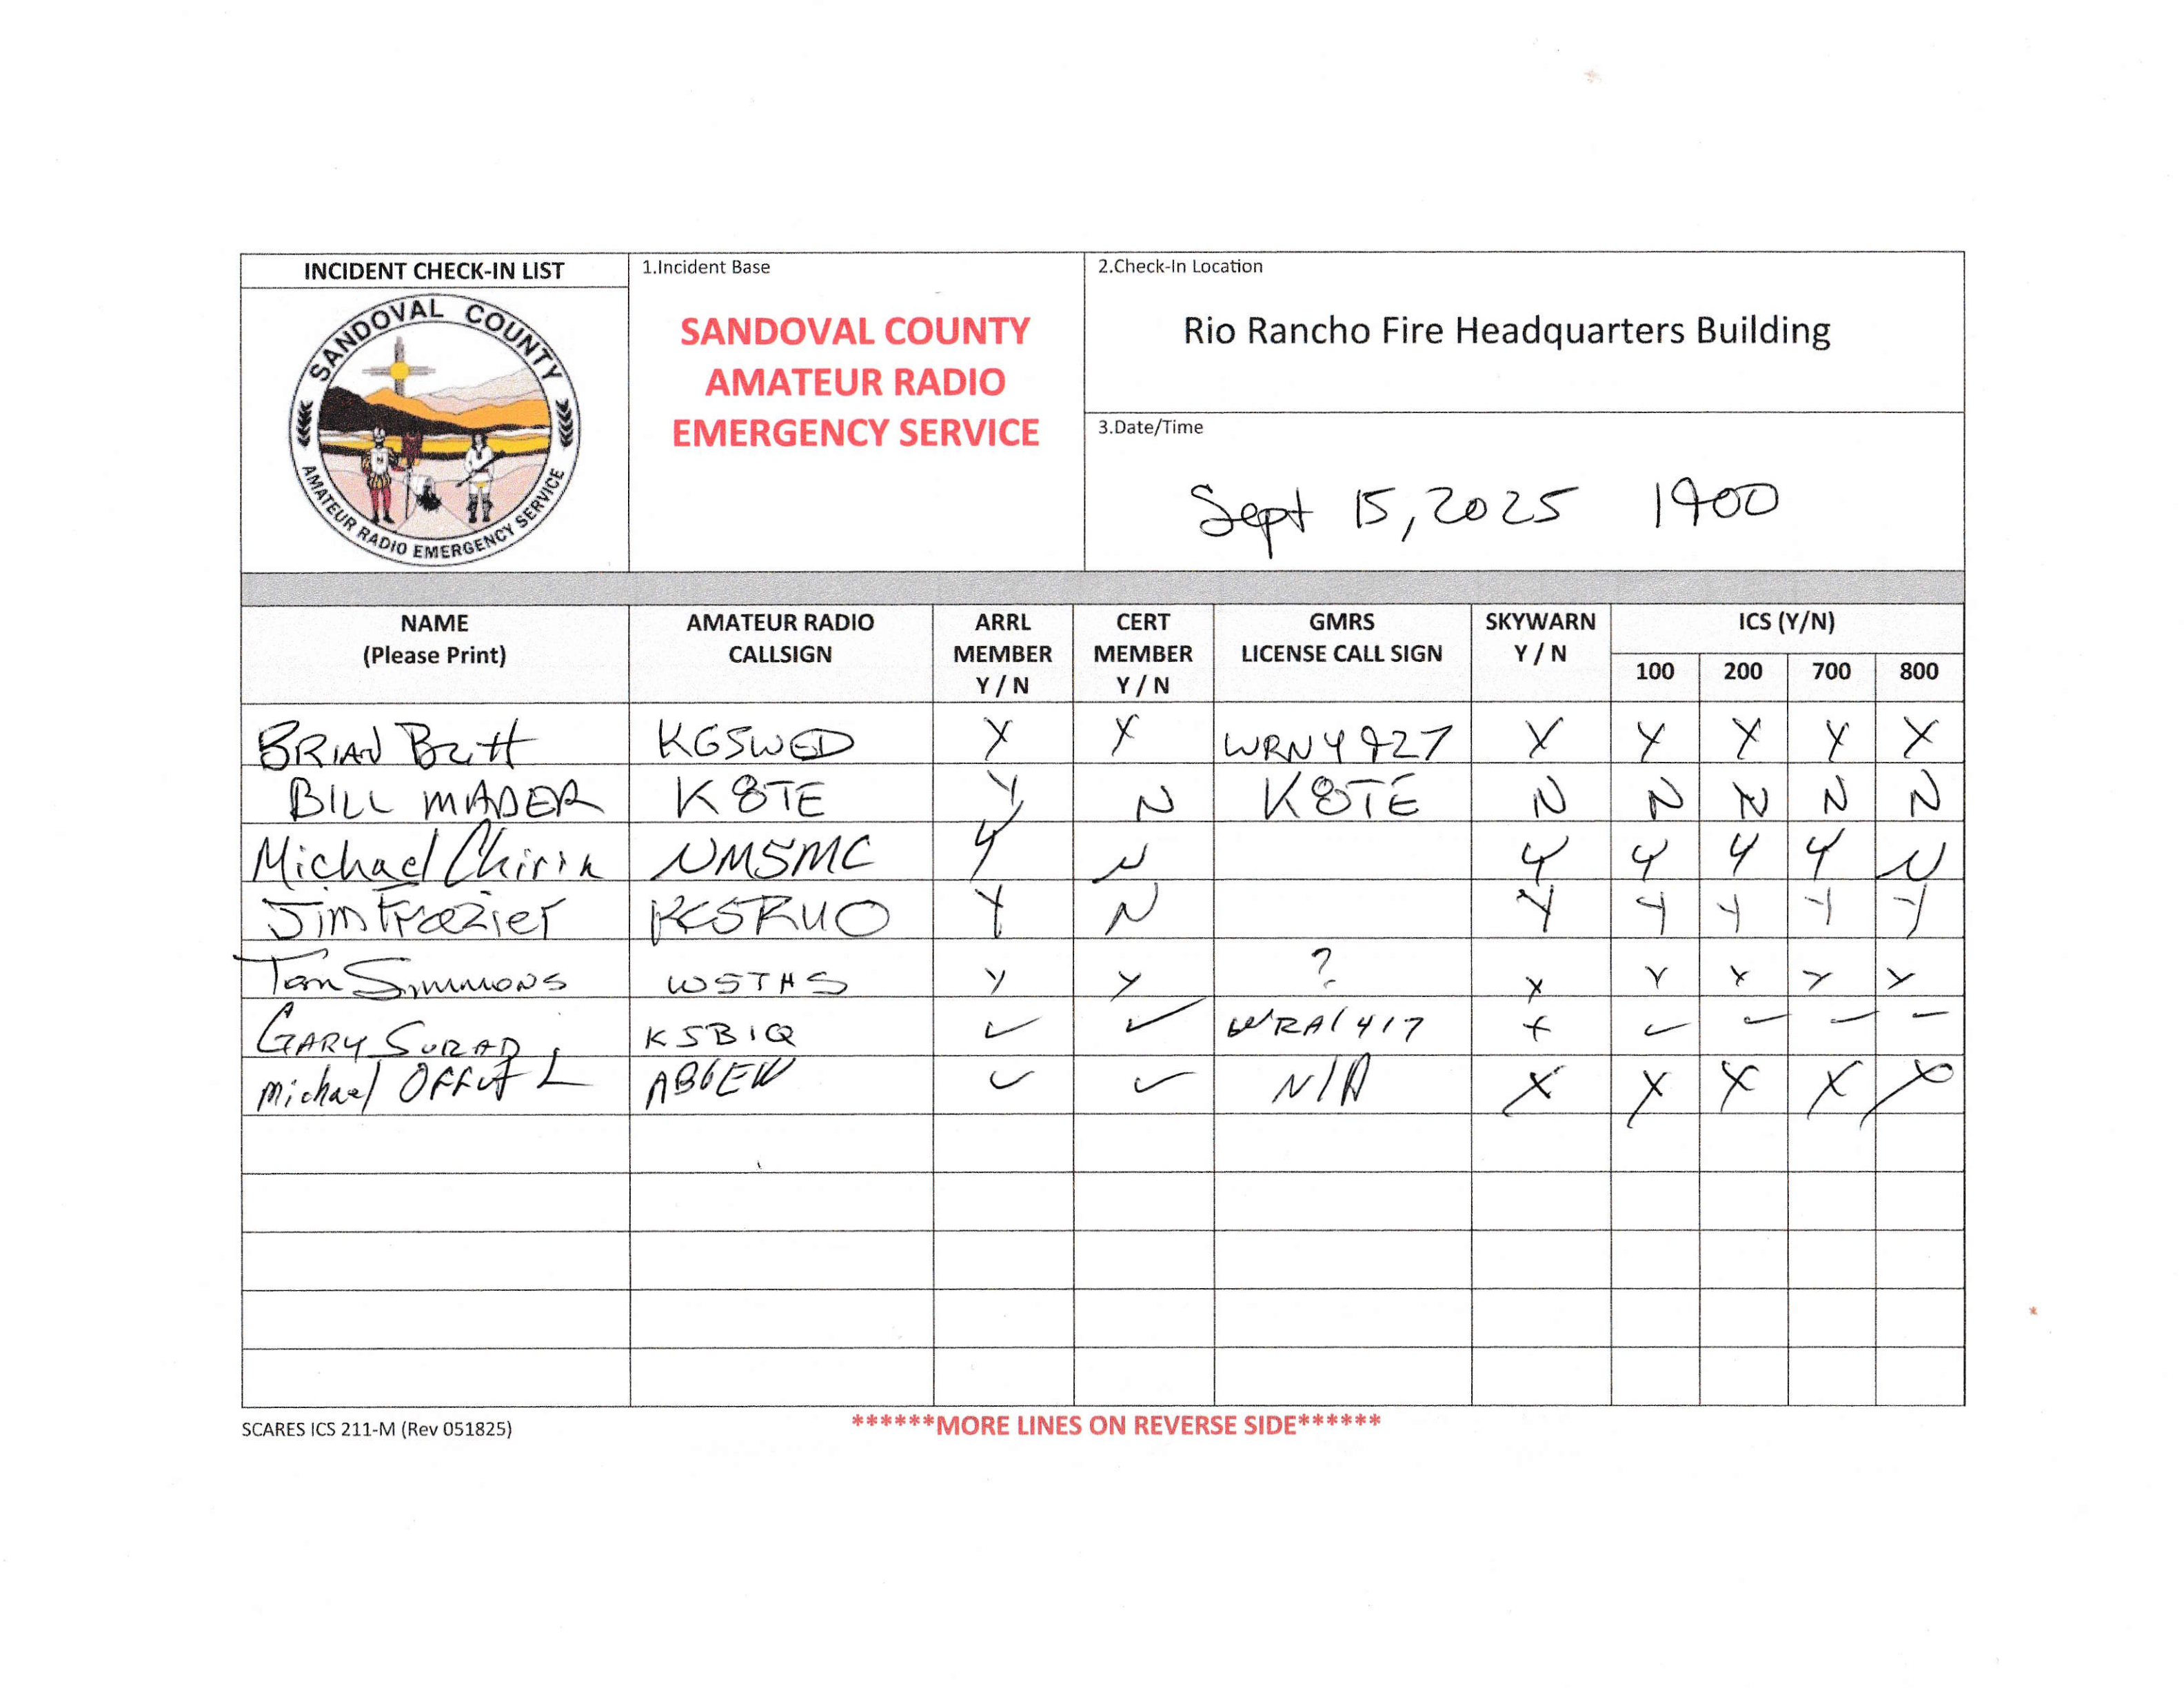 INCIDENT CHECK-IN LIST
SANDOVAL COUNTY
AMATEUR RADIO EMERGENCY SERVICE
1.Incident Base
SANDOVAL COUNTY
AMATEUR RADIO
EMERGENCY SERVICE
2.Check-In Location
Rio Rancho Fire Headquarters Building
3.Date/Time
Sept 15, 2025 1900
NAME
(Please Print)
AMATEUR RADIO
CALLSIGN
ARRL
MEMBER
Y / N
CERT
MEMBER
Y / N
GMRS
LICENSE CALL SIGN
SKYWARN
Y / N
ICS (Y/N)
100 200 700 800
BRIAN KG5WED Y Y Y Y Y Y Y
BILL MADER K8TE Y N K8TE N N N N N
Michael NM5MC Y N Y Y Y Y N
Jim Frazier KC5RUO Y N Y Y Y Y Y
Tom Simmons W5THS Y Y ? Y Y Y Y Y
GARY K5BIQ ✓ ✓ + ✓ ✓ – –
Michael AB6EW ✓ ✓ N/A X X X X X
SCARES ICS 211-M (Rev 051825)
******MORE LINES ON REVERSE SIDE******